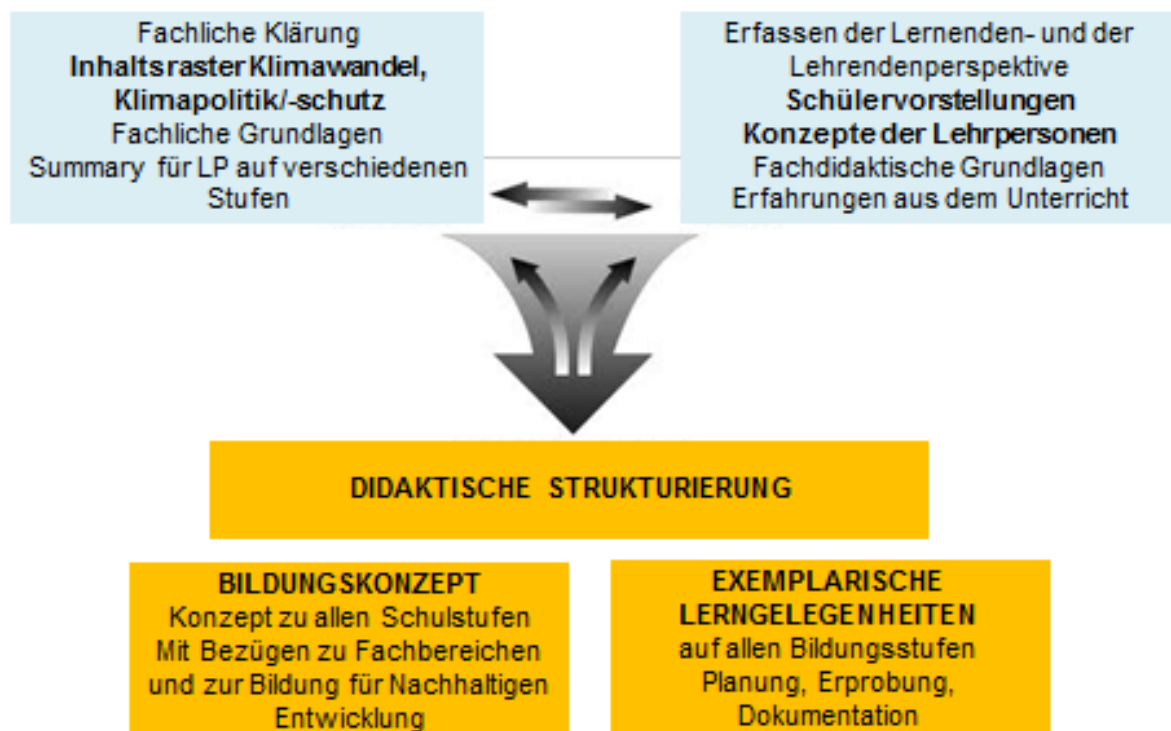 Fachliche Klärung
Inhaltsraster Klimawandel,
Klimapolitik/-schutz
Fachliche Grundlagen
Summary für LP auf verschiedenen
Stufen
Erfassen der Lernenden- und der
Lehrendenperspektive
Schülervorstellungen
Konzepte der Lehrpersonen
Fachdidaktische Grundlagen
Erfahrungen aus dem Unterricht
DIDAKTISCHE STRUKTURIERUNG
BILDUNGSKONZEPT
Konzept zu allen Schulstufen
Mit Bezügen zu Fachbereichen
und zur Bildung für Nachhaltigen
Entwicklung
EXEMPLARISCHE
LERNGELEGENHEITEN
auf allen Bildungsstufen
Planung, Erprobung,
Dokumentation